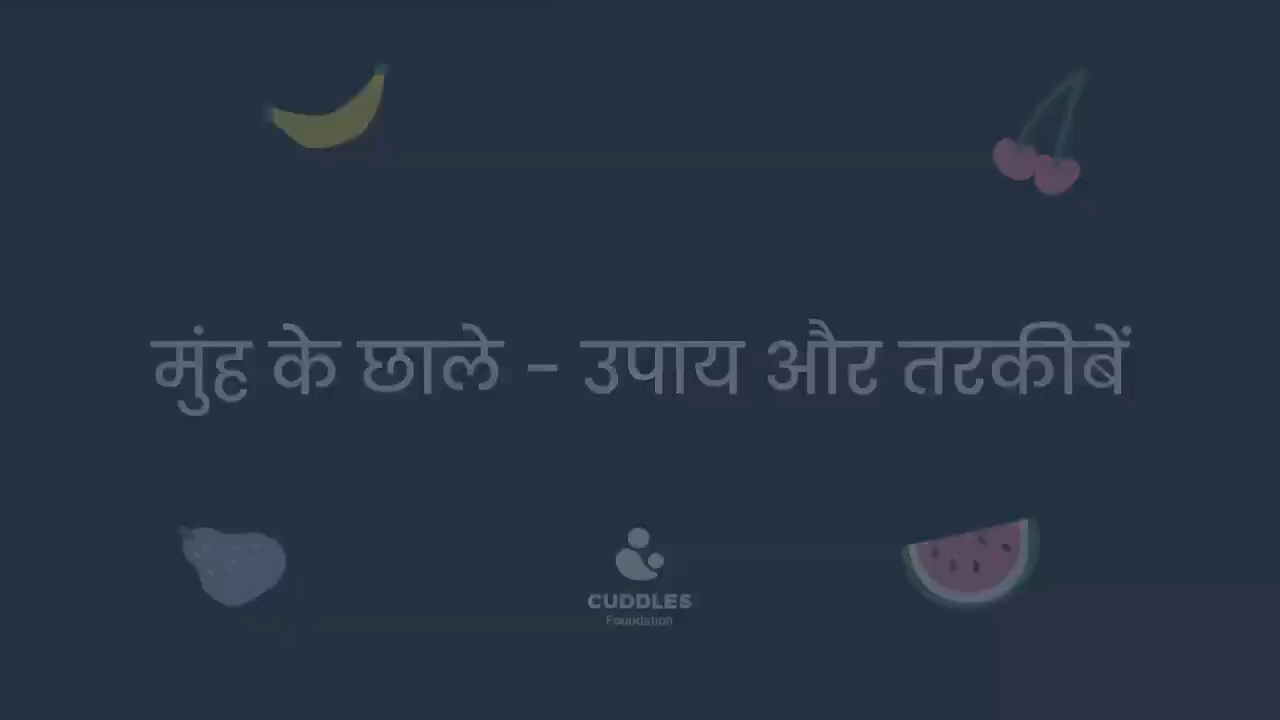 मुंह के छाले - उपाय और तरकीबें
CUDDLES
Foundation